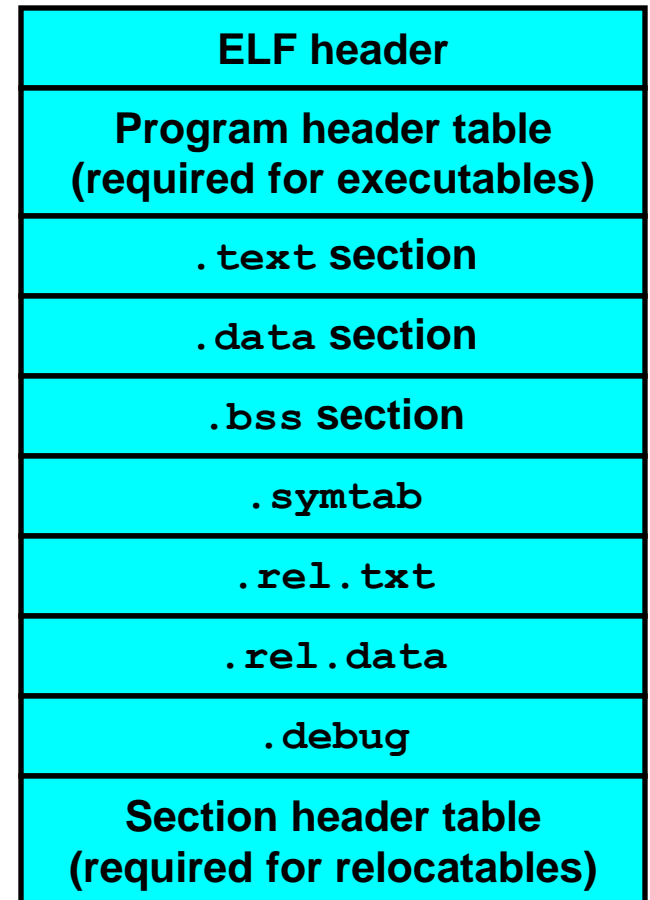 ELF header
Program header table
(required for executables)
.text section
.data section
.bss section
.symtab
.rel.txt
.rel.data
.debug
Section header table
(required for relocatables)